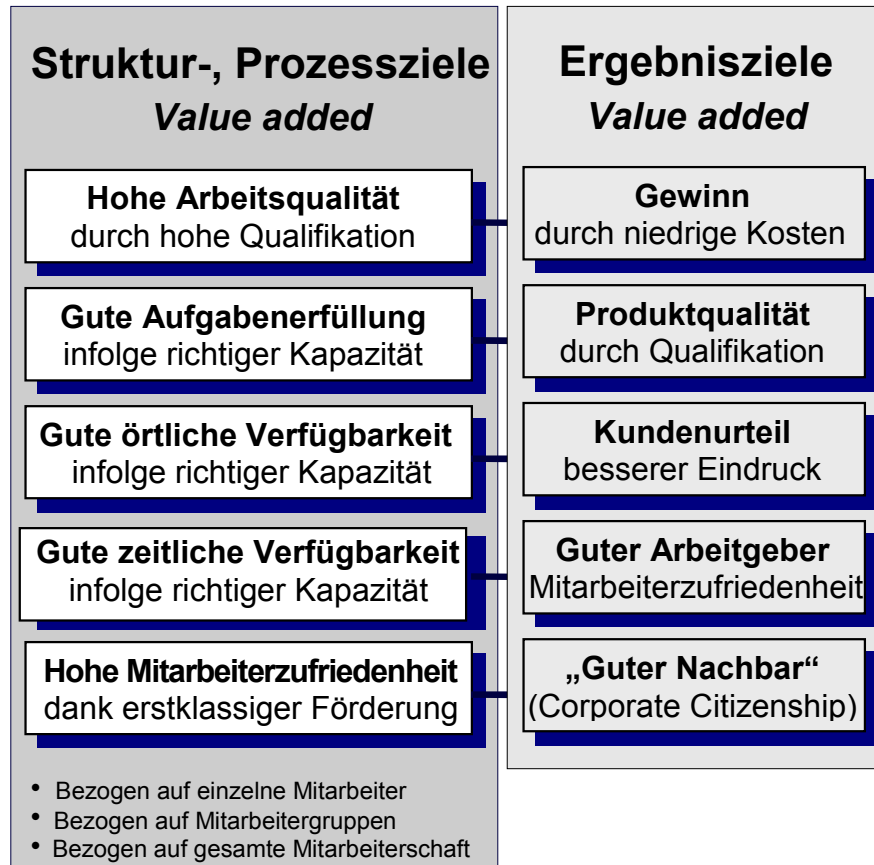 Struktur-, Prozessziele
Value added
Hohe Arbeitsqualität
durch hohe Qualifikation
Gute Aufgabenerfüllung
infolge richtiger Kapazität
Gute örtliche Verfügbarkeit
infolge richtiger Kapazität
Gute zeitliche Verfügbarkeit
infolge richtiger Kapazität
Hohe Mitarbeiterzufriedenheit
dank erstklassiger Förderung
• Bezogen auf einzelne Mitarbeiter
• Bezogen auf Mitarbeitergruppen
• Bezogen auf gesamte Mitarbeiterschaft
Ergebnisziele
Value added
Gewinn
durch niedrige Kosten
Produktqualität
durch Qualifikation
Kundenurteil
besserer Eindruck
Guter Arbeitgeber
Mitarbeiterzufriedenheit
„Guter Nachbar“
(Corporate Citizenship)